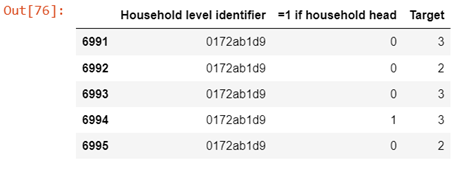 Out[76]:
Household level identifier =1 if household head Target
6991 0172ab1d9 0 3
6992 0172ab1d9 0 2
6993 0172ab1d9 0 3
6994 0172ab1d9 1 3
6995 0172ab1d9 0 2